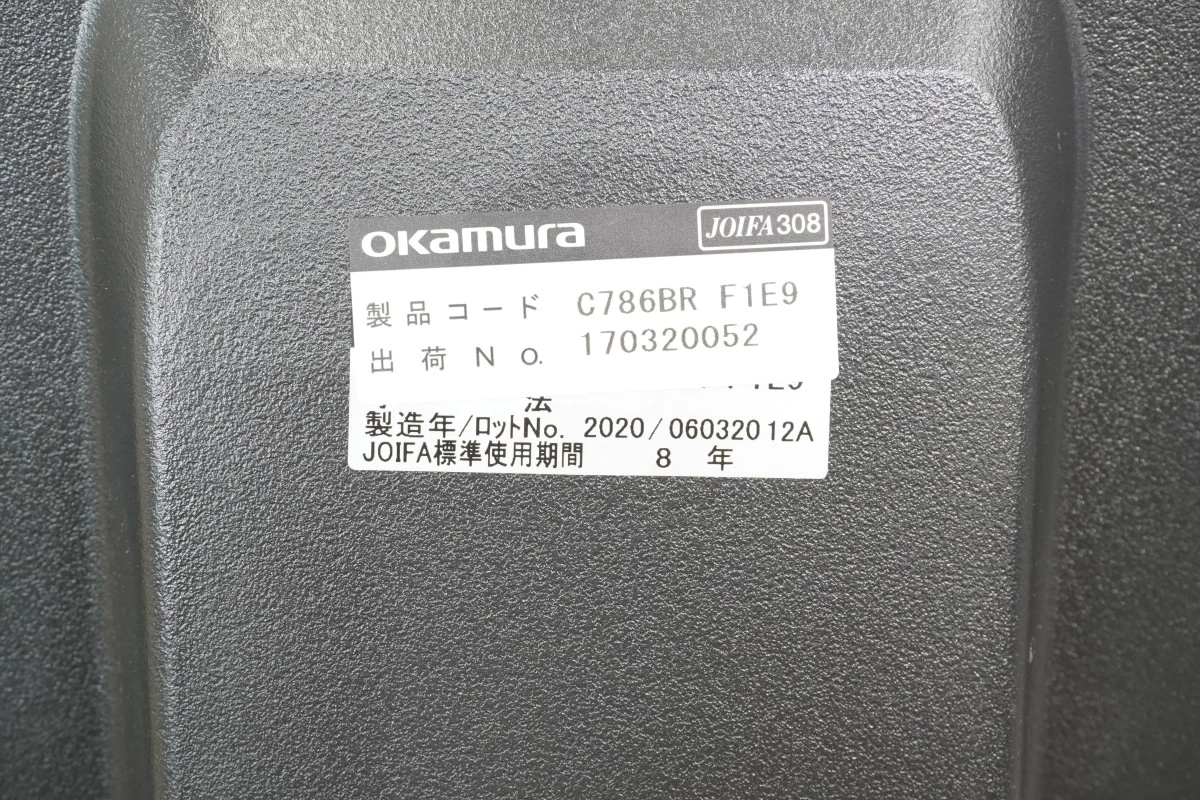 okamura JOIFA308
製品コード C786BR F1E9
出荷No. 170320052
法
製造年/ロットNo. 2020/06032012A
JOIFA標準使用期間 8年